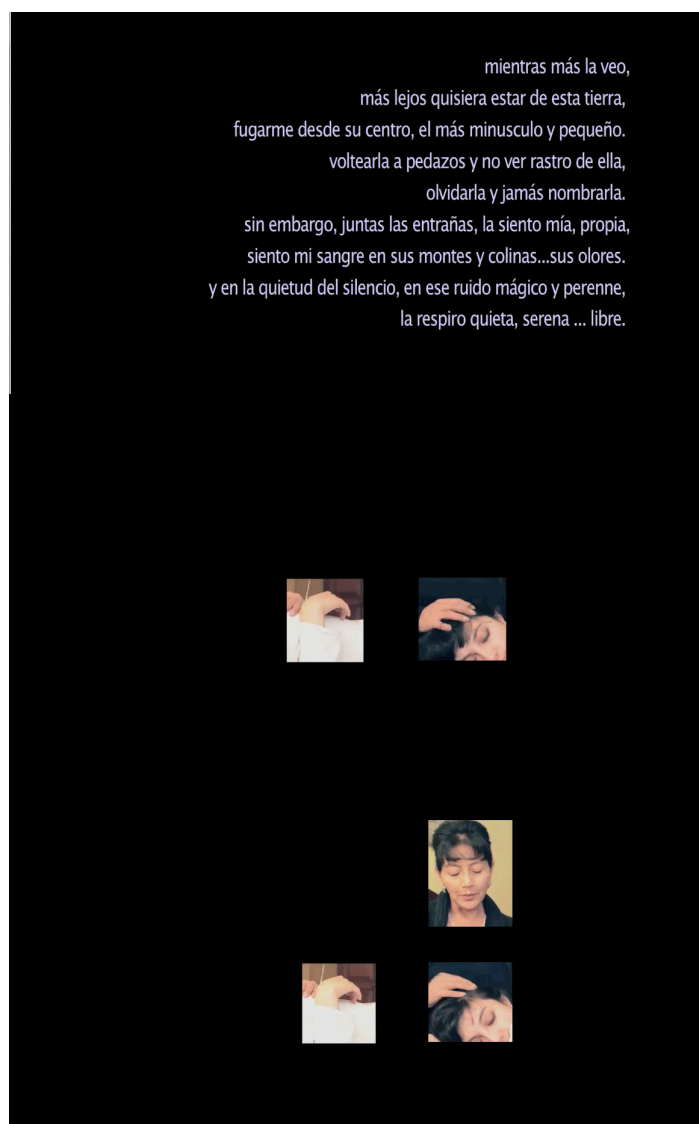 mientras más la veo,
más lejos quisiera estar de esta tierra,
fugarme desde su centro, el más minusculo y pequeño.
voltearla a pedazos y no ver rastro de ella,
olvidarla y jamás nombrarla.
sin embargo, juntas las entrañas, la siento mía, propia,
siento mi sangre en sus montes y colinas...sus olores.
y en la quietud del silencio, en ese ruido mágico y perenne,
la respiro quieta, serena ... libre.